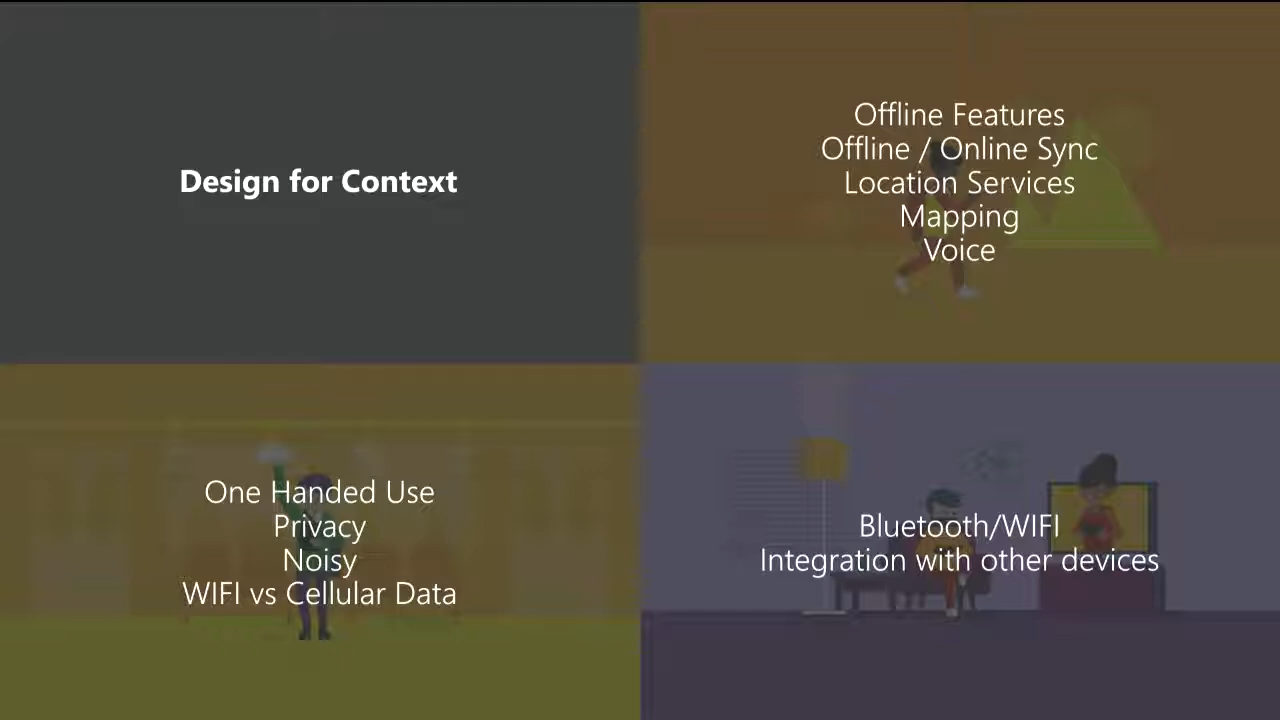 Design for Context
Offline Features
Offline / Online Sync
Location Services
Mapping
Voice
One Handed Use
Privacy
Noisy
WIFI vs Cellular Data
Bluetooth/WIFI
Integration with other devices